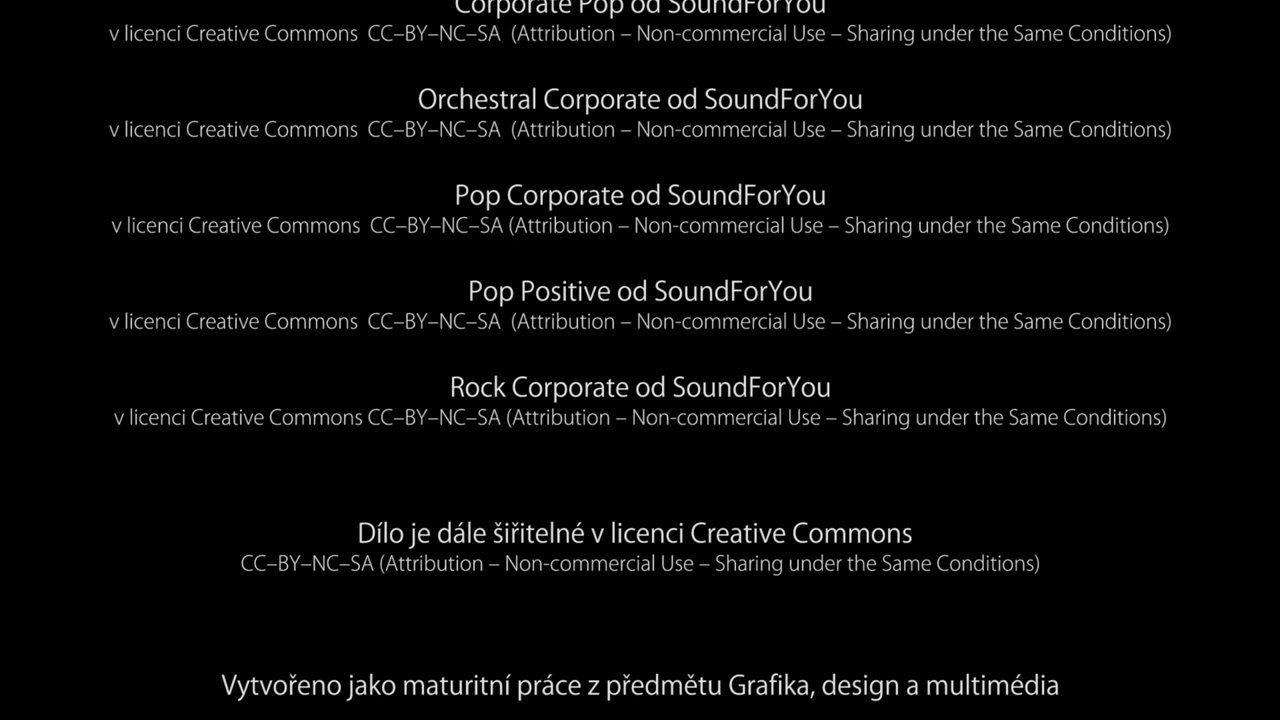 Corporate Pop od SoundForYou
v licenci Creative Commons  CC–BY–NC–SA  (Attribution – Non-commercial Use – Sharing under the Same Conditions)
Orchestral Corporate od SoundForYou
v licenci Creative Commons  CC–BY–NC–SA  (Attribution – Non-commercial Use – Sharing under the Same Conditions)
Pop Corporate od SoundForYou
v licenci Creative Commons  CC–BY–NC–SA (Attribution – Non-commercial Use – Sharing under the Same Conditions)
Pop Positive od SoundForYou
v licenci Creative Commons  CC–BY–NC–SA  (Attribution – Non-commercial Use – Sharing under the Same Conditions)
Rock Corporate od SoundForYou
v licenci Creative Commons CC–BY–NC–SA (Attribution – Non-commercial Use – Sharing under the Same Conditions)
Dílo je dále šiřitelné v licenci Creative Commons
CC–BY–NC–SA (Attribution – Non-commercial Use – Sharing under the Same Conditions)
Vytvořeno jako maturitní práce z předmětu Grafika, design a multimédia